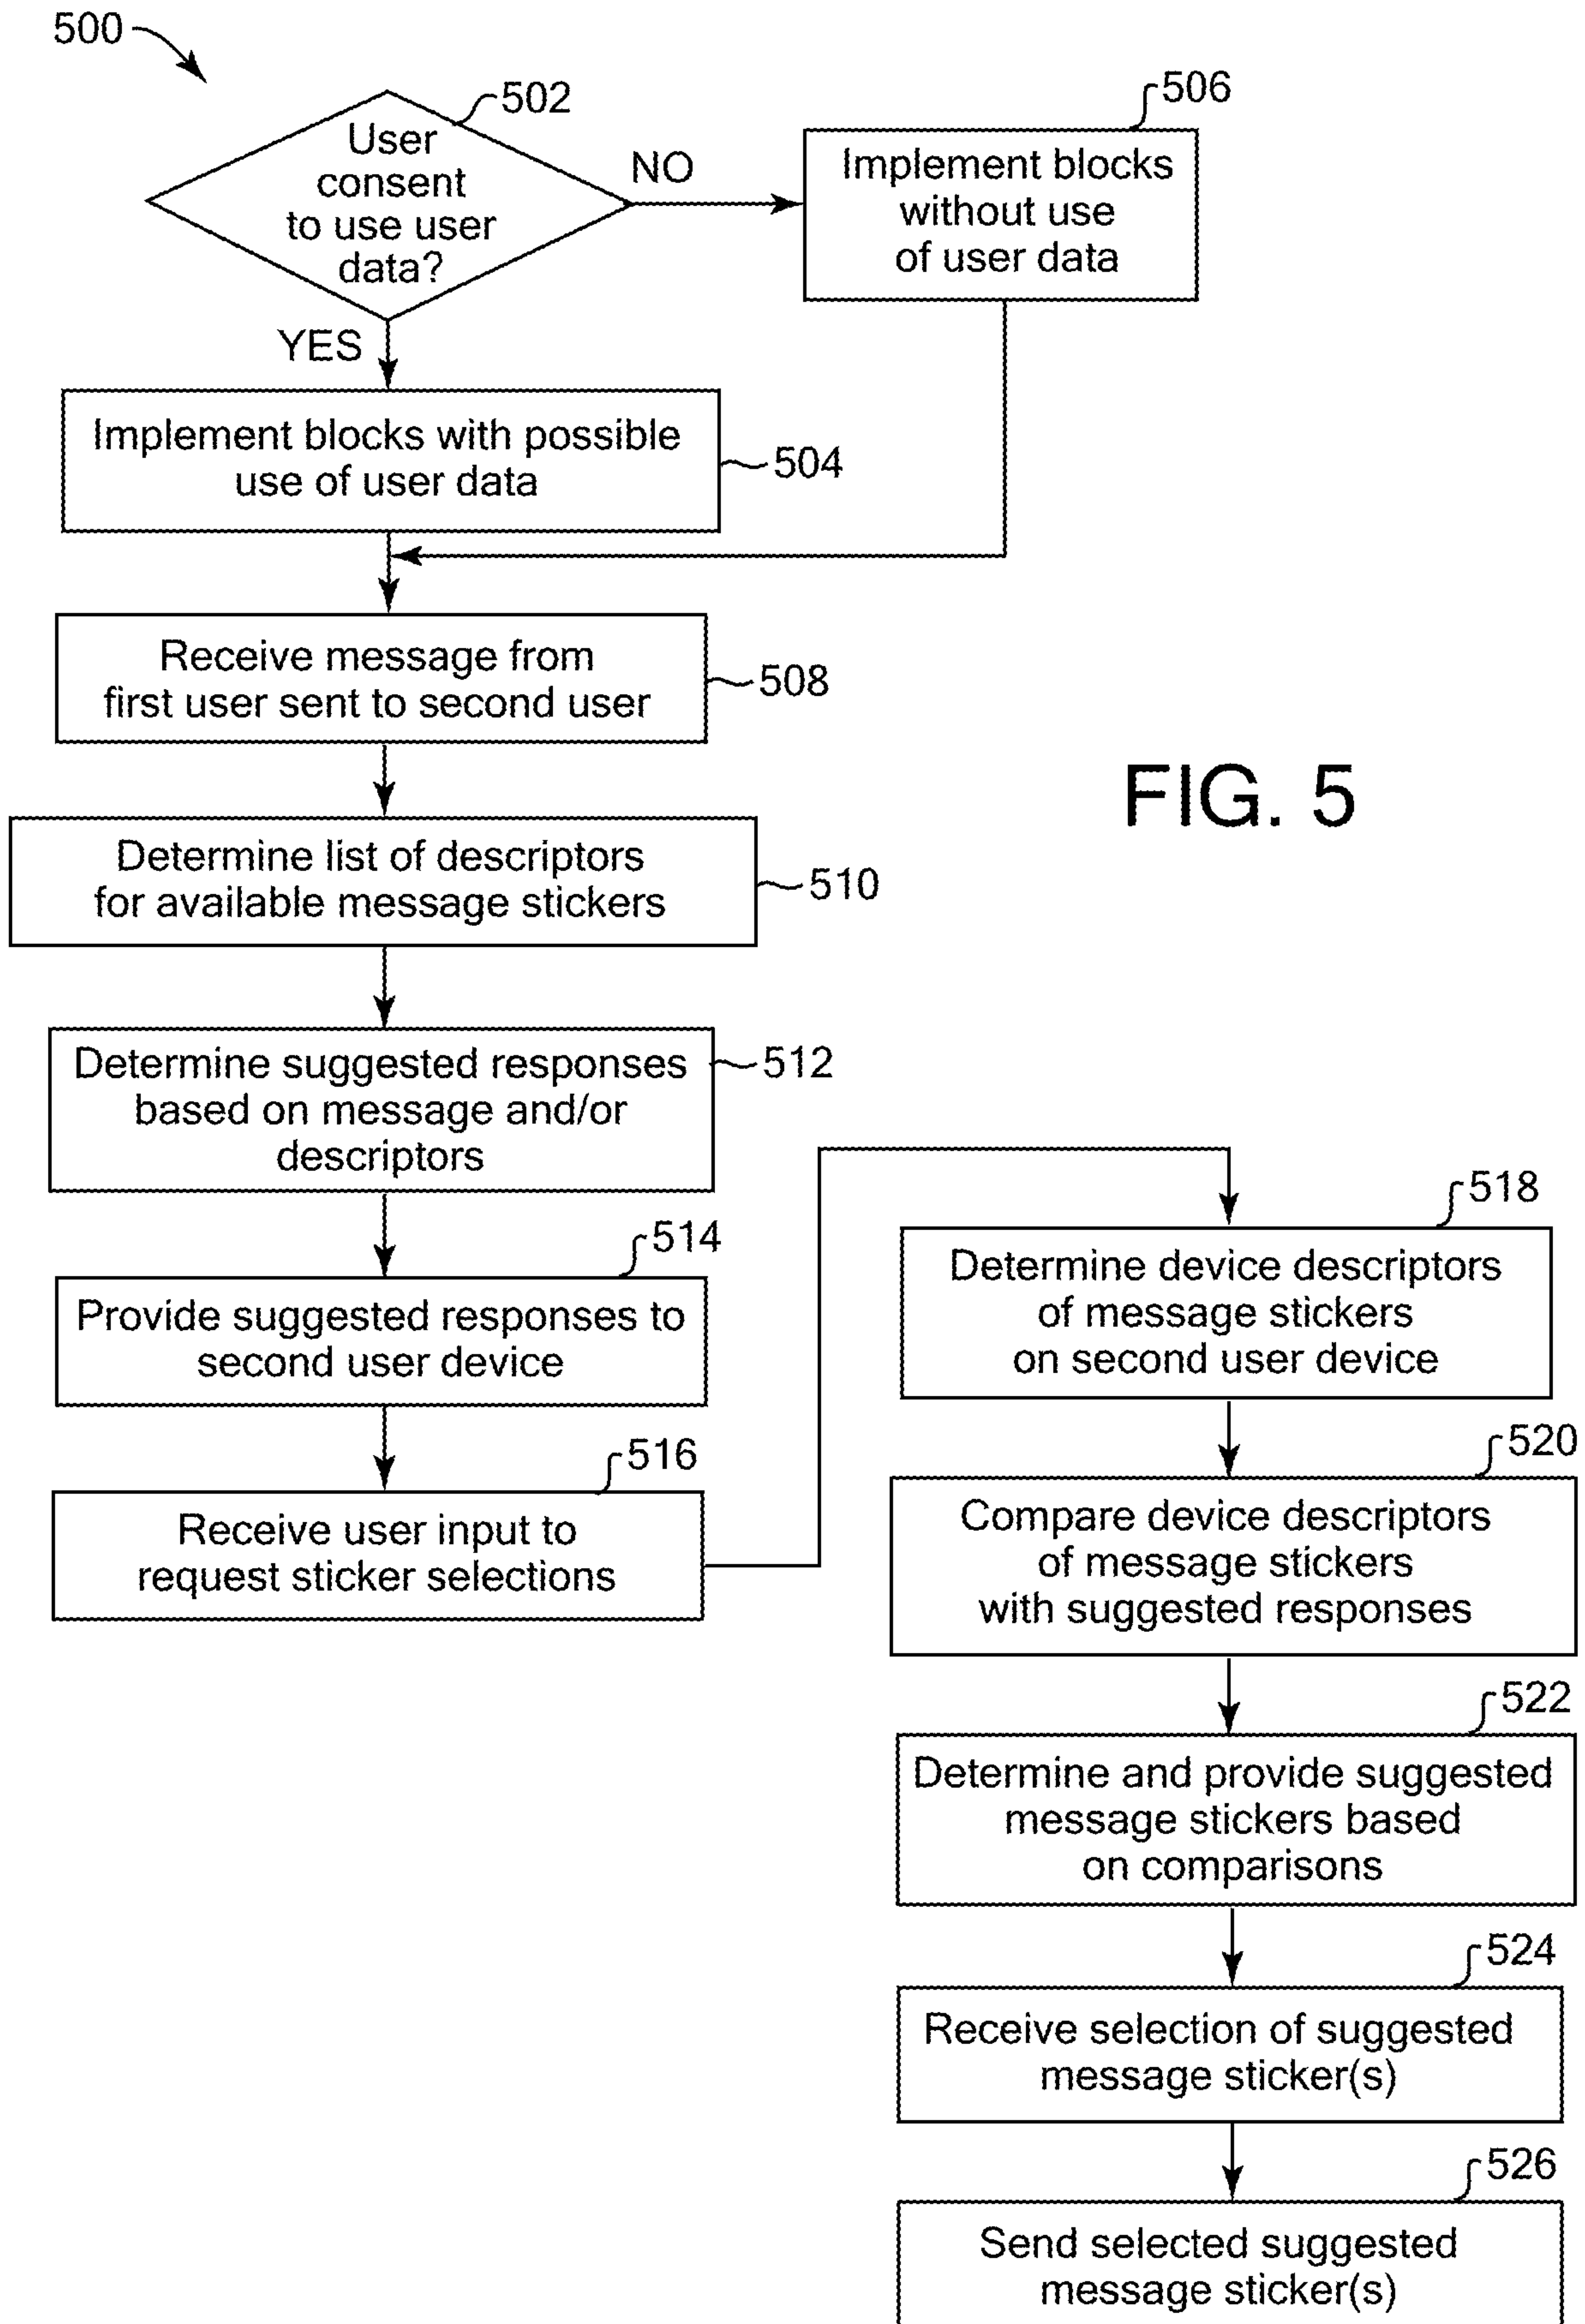 500
502
User
consent
to use user
data?
NO
YES
506
Implement blocks
without use
of user data
Implement blocks with possible
use of user data
504
Receive message from
first user sent to second user
508
FIG. 5
Determine list of descriptors
for available message stickers
510
Determine suggested responses
based on message and/or
descriptors
512
514
Provide suggested responses to
second user device
516
Receive user input to
request sticker selections
518
Determine device descriptors
of message stickers
on second user device
520
Compare device descriptors
of message stickers
with suggested responses
522
Determine and provide suggested
message stickers based
on comparisons
524
Receive selection of suggested
message sticker(s)
526
Send selected suggested
message sticker(s)